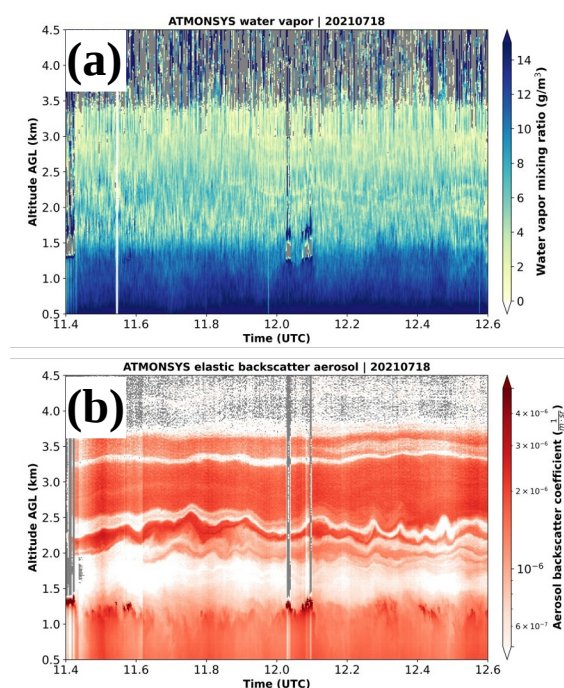 ATMONSYS water vapor | 20210718
(a)
4.5
4.0
3.5
3.0
2.5
2.0
1.5
1.0
0.5
Altitude AGL (km)
11.4 11.6 11.8 12.0 12.2 12.4 12.6
Time (UTC)
14
12
10
8
6
4
2
0
Water vapor mixing ratio (g/m³)
ATMONSYS elastic backscatter aerosol | 20210718
(b)
4.5
4.0
3.5
3.0
2.5
2.0
1.5
1.0
0.5
Altitude AGL (km)
11.4 11.6 11.8 12.0 12.2 12.4 12.6
Time (UTC)
4 × 10⁻⁶
2 × 10⁻⁶
10⁻⁶
6 × 10⁻⁷
Aerosol backscatter coefficient (1/m·sr)